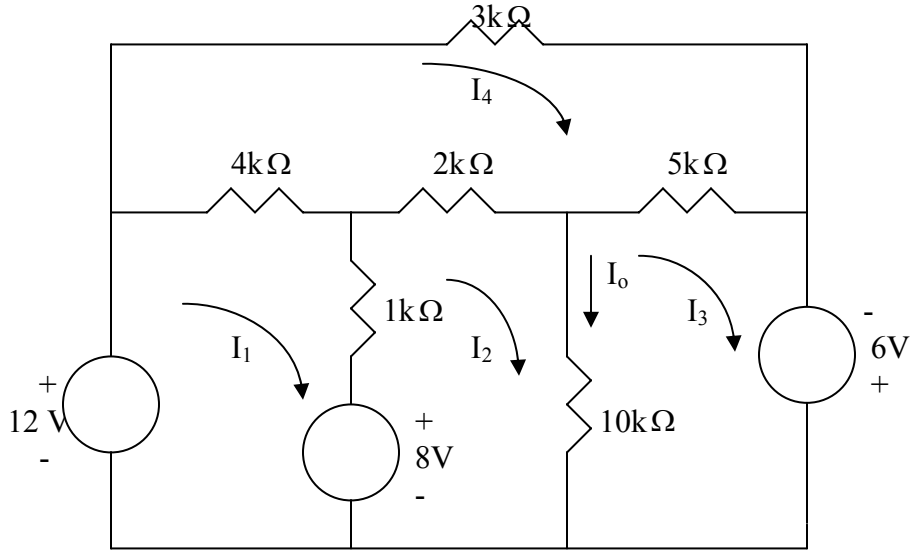 3kΩ
I₄
4kΩ
2kΩ
5kΩ
Iₒ
1kΩ
I₃
-
I₁
I₂
6V
+
+
12 V
-
+
8V
-
10kΩ